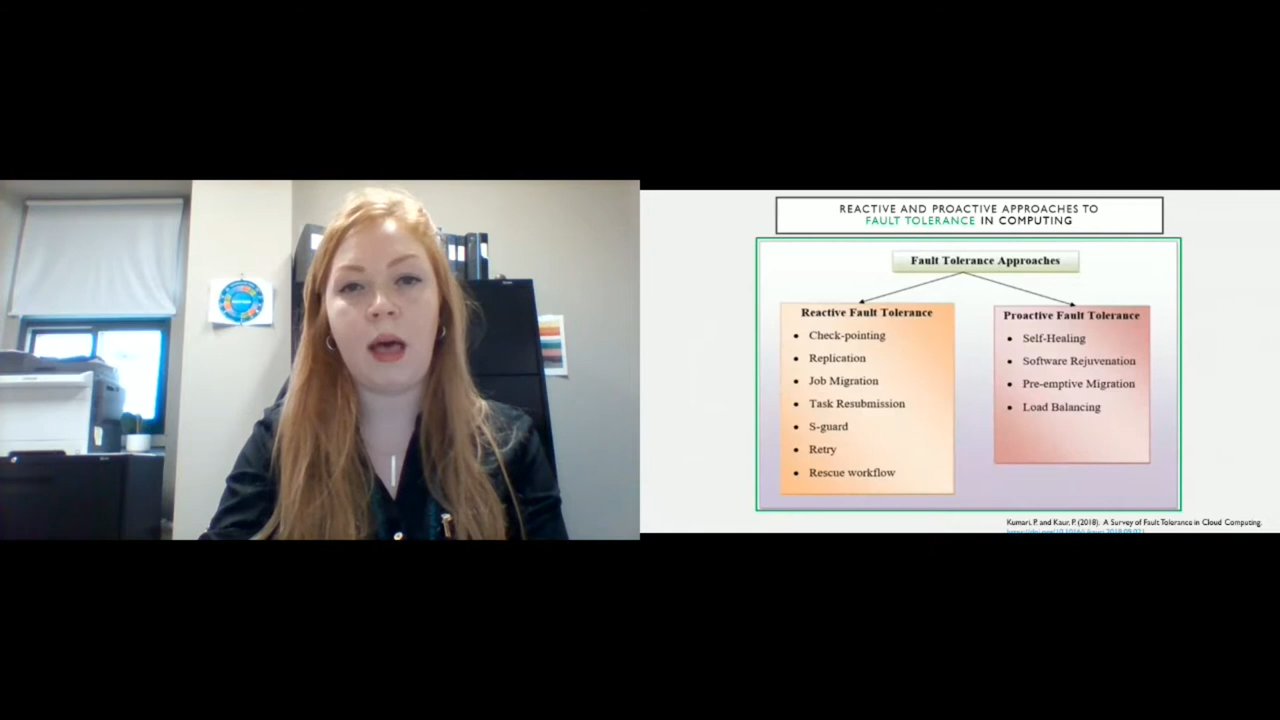 REACTIVE AND PROACTIVE APPROACHES TO
FAULT TOLERANCE IN COMPUTING
Fault Tolerance Approaches
Reactive Fault Tolerance
• Check-pointing
• Replication
• Job Migration
• Task Resubmission
• S-guard
• Retry
• Rescue workflow
Proactive Fault Tolerance
• Self-Healing
• Software Rejuvenation
• Pre-emptive Migration
• Load Balancing
Kumari, P. and Kaur, P. (2018). A Survey of Fault Tolerance in Cloud Computing.